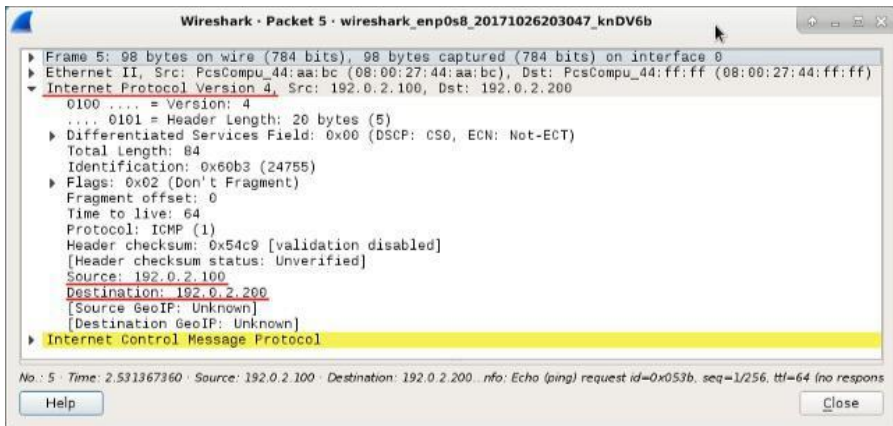 Wireshark · Packet 5 · wireshark_enp0s8_20171026203047_knDV6b
Frame 5: 98 bytes on wire (784 bits), 98 bytes captured (784 bits) on interface 0
Ethernet II, Src: PcsCompu_44:aa:bc (08:00:27:44:aa:bc), Dst: PcsCompu_44:ff:ff (08:00:27:44:ff:ff)
Internet Protocol Version 4, Src: 192.0.2.100, Dst: 192.0.2.200
0100 .... = Version: 4
.... 0101 = Header Length: 20 bytes (5)
Differentiated Services Field: 0x00 (DSCP: CS0, ECN: Not-ECT)
Total Length: 84
Identification: 0x60b3 (24755)
Flags: 0x02 (Don't Fragment)
Fragment offset: 0
Time to live: 64
Protocol: ICMP (1)
Header checksum: 0x54c9 [validation disabled]
[Header checksum status: Unverified]
Source: 192.0.2.100
Destination: 192.0.2.200
[Source GeoIP: Unknown]
[Destination GeoIP: Unknown]
Internet Control Message Protocol
No.: 5 · Time: 2.531367360 · Source: 192.0.2.100 · Destination: 192.0.2.200...nfo: Echo (ping) request id=0x053b, seq=1/256, ttl=64 (no respons
Help
Close